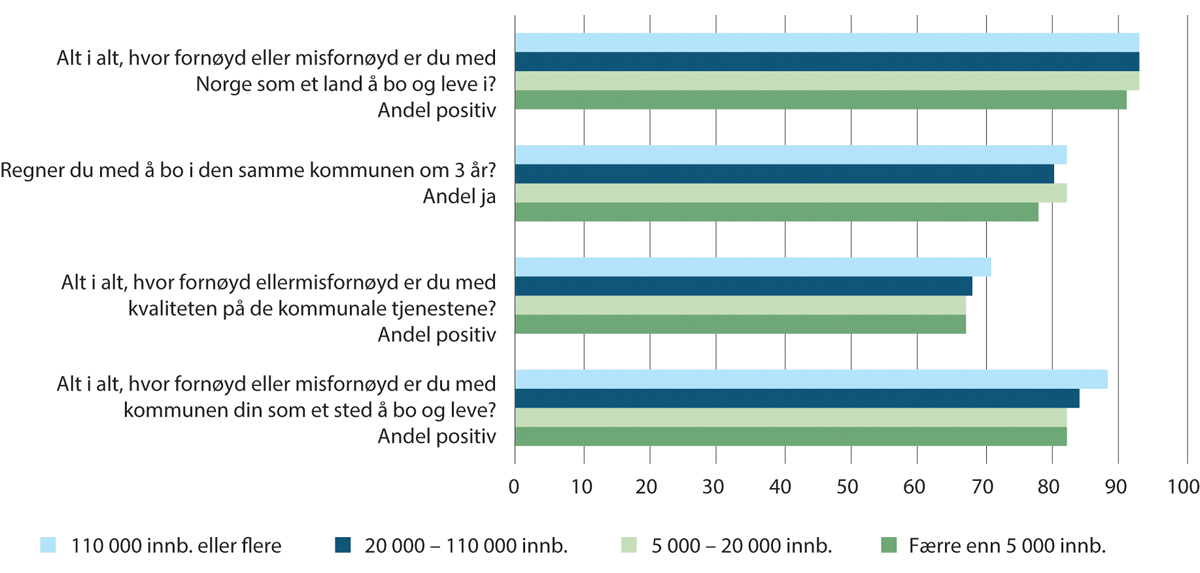 Alt i alt, hvor fornøyd eller misfornøyd er du med
Norge som et land å bo og leve i?
Andel positiv
Regner du med å bo i den samme kommunen om 3 år?
Andel ja
Alt i alt, hvor fornøyd ellermisfornøyd er du med
kvaliteten på de kommunale tjenestene?
Andel positiv
Alt i alt, hvor fornøyd eller misfornøyd er du med
kommunen din som et sted å bo og leve?
Andel positiv
0 10 20 30 40 50 60 70 80 90 100
110 000 innb. eller flere 20 000 – 110 000 innb. 5 000 – 20 000 innb. Færre enn 5 000 innb.